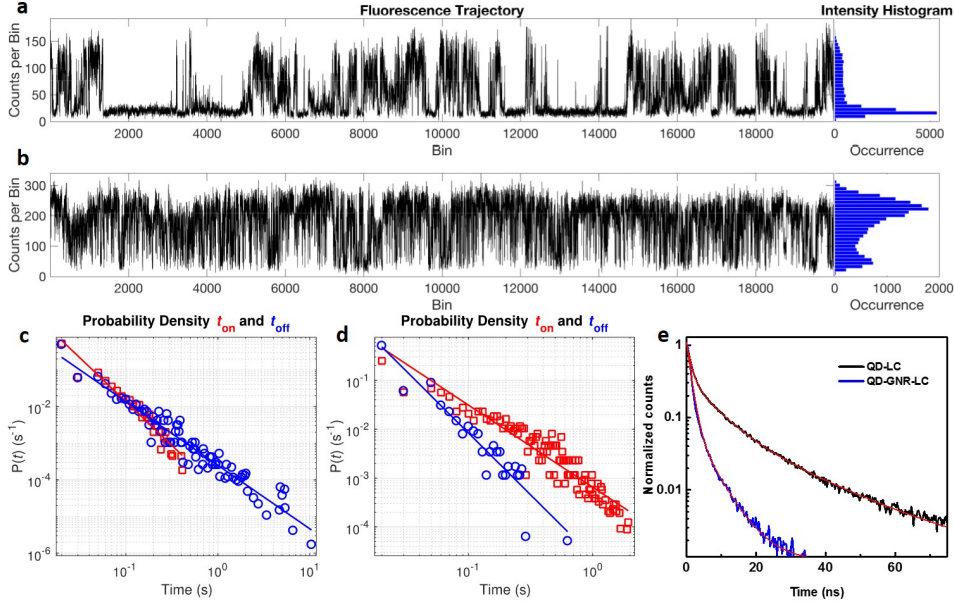 a
Fluorescence Trajectory
Intensity Histogram
Counts per Bin
150
100
50
0
2000 4000 6000 8000 10000 12000 14000 16000 18000
Bin
0 5000
Occurrence
b
Counts per Bin
300
200
100
0
2000 4000 6000 8000 10000 12000 14000 16000 18000
Bin
0 1000 2000
Occurrence
c
Probability Density t_on and t_off
P(t) (s⁻¹)
10⁻²
10⁻⁴
10⁻⁶
10⁻¹ 10⁰ 10¹
Time (s)
d
Probability Density t_on and t_off
P(t) (s⁻¹)
10⁻¹
10⁻²
10⁻³
10⁻⁴
10⁻¹ 10⁰
Time (s)
e
QD-LC
QD-GNR-LC
Normalized counts
1
0.1
0.01
0 20 40 60
Time (ns)